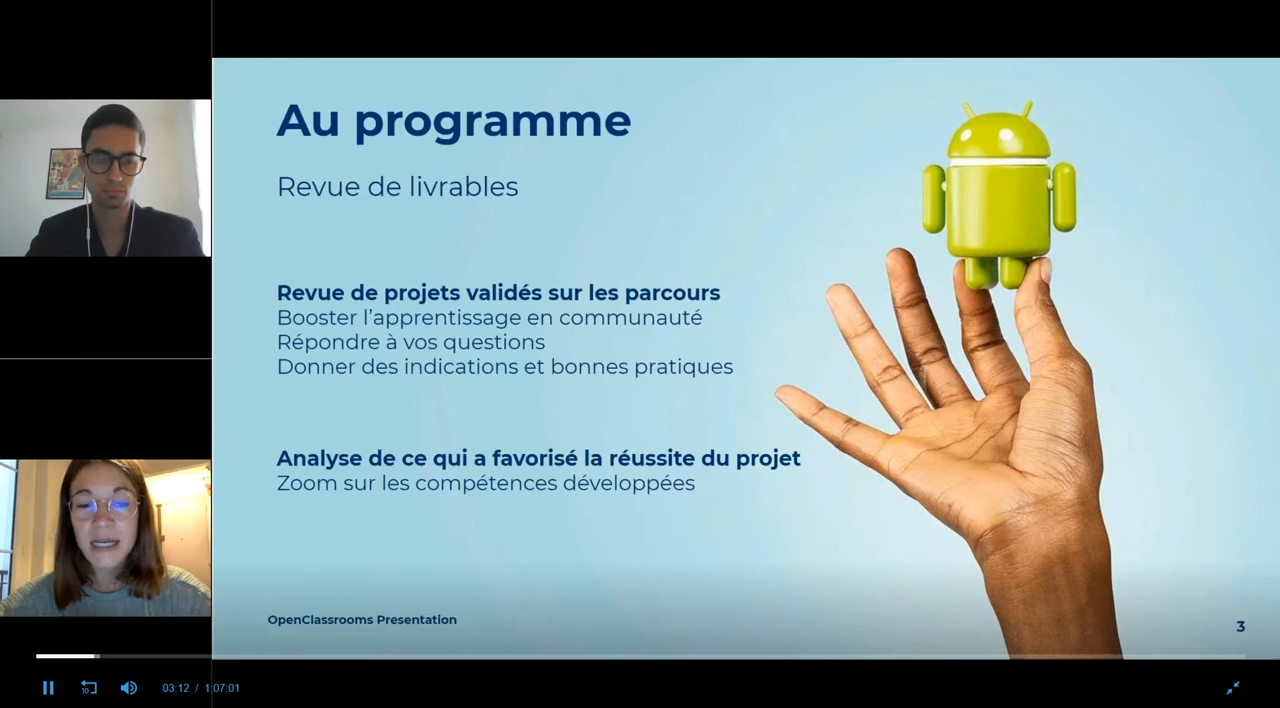 Au programme
Revue de livrables
Revue de projets validés sur les parcours
Booster l’apprentissage en communauté
Répondre à vos questions
Donner des indications et bonnes pratiques
Analyse de ce qui a favorisé la réussite du projet
Zoom sur les compétences développées
OpenClassrooms Presentation
3
10
03:12 / 1:07:01